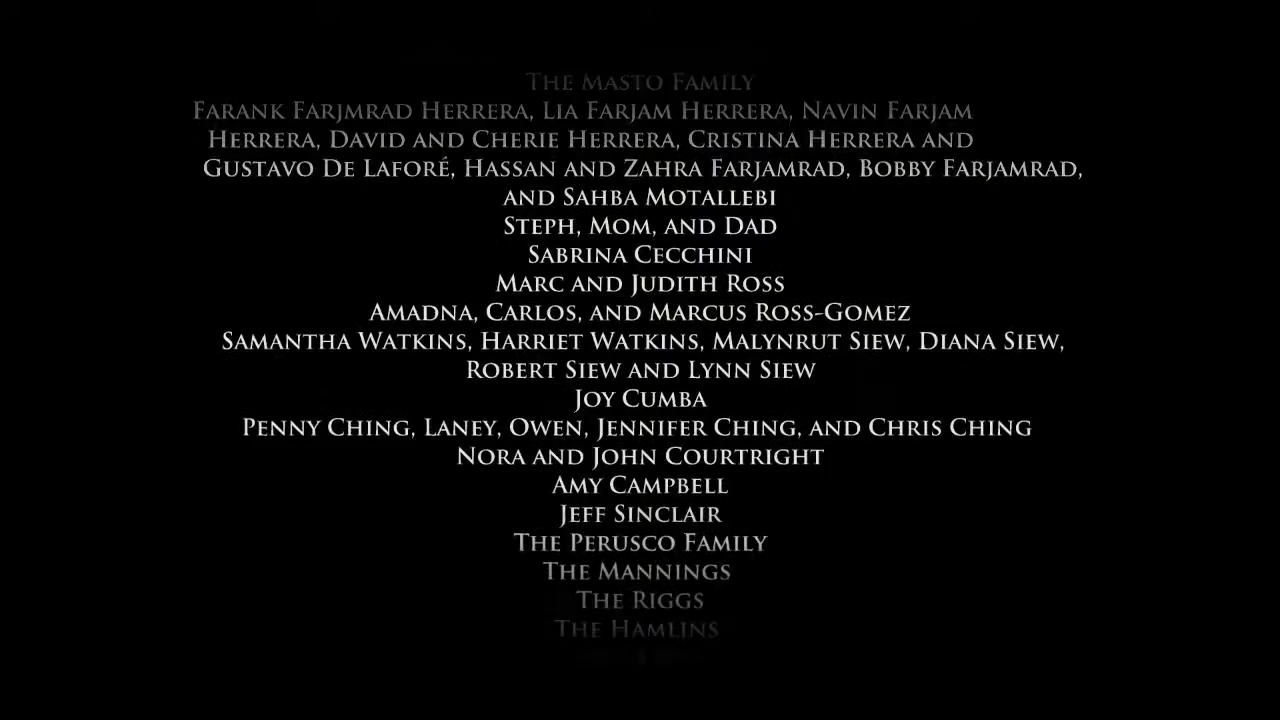 The Masto Family
Farank Farjmrad Herrera, Lia Farjam Herrera, Navin Farjam
Herrera, David and Cherie Herrera, Cristina Herrera and
Gustavo De Laforé, Hassan and Zahra Farjamrad, Bobby Farjamrad,
and Sahba Motallebi
Steph, Mom, and Dad
Sabrina Cecchini
Marc and Judith Ross
Amadna, Carlos, and Marcus Ross-Gomez
Samantha Watkins, Harriet Watkins, Malynrut Siew, Diana Siew,
Robert Siew and Lynn Siew
Joy Cumba
Penny Ching, Laney, Owen, Jennifer Ching, and Chris Ching
Nora and John Courtright
Amy Campbell
Jeff Sinclair
The Perusco Family
The Mannings
The Riggs
The Hamlins